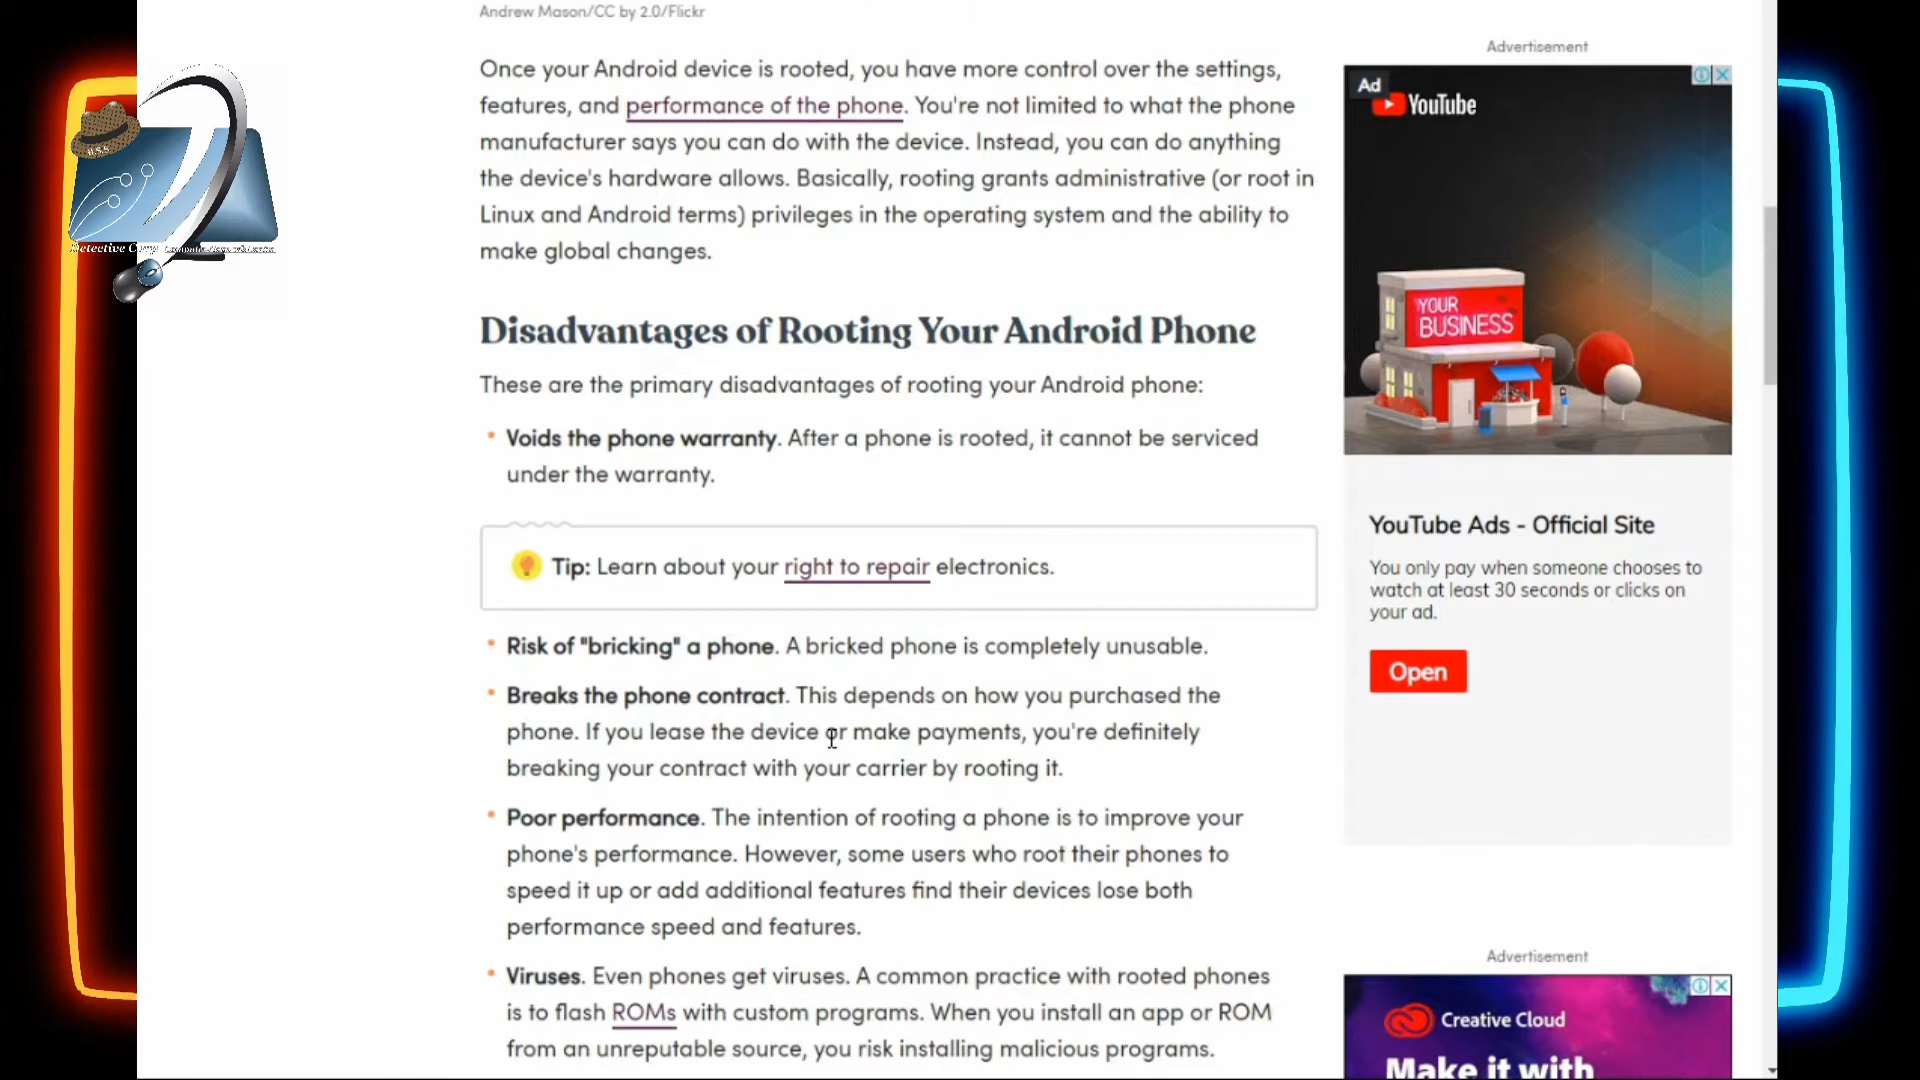 Andrew Mason/CC by 2.0/Flickr
Once your Android device is rooted, you have more control over the settings,
features, and performance of the phone. You're not limited to what the phone
manufacturer says you can do with the device. Instead, you can do anything
the device's hardware allows. Basically, rooting grants administrative (or root in
Linux and Android terms) privileges in the operating system and the ability to
make global changes.
Disadvantages of Rooting Your Android Phone
These are the primary disadvantages of rooting your Android phone:
Voids the phone warranty. After a phone is rooted, it cannot be serviced
under the warranty.
Tip: Learn about your right to repair electronics.
Risk of "bricking" a phone. A bricked phone is completely unusable.
Breaks the phone contract. This depends on how you purchased the
phone. If you lease the device or make payments, you're definitely
breaking your contract with your carrier by rooting it.
Poor performance. The intention of rooting a phone is to improve your
phone's performance. However, some users who root their phones to
speed it up or add additional features find their devices lose both
performance speed and features.
Viruses. Even phones get viruses. A common practice with rooted phones
is to flash ROMs with custom programs. When you install an app or ROM
from an unreputable source, you risk installing malicious programs.
Advertisement
Ad
YouTube
YOUR
BUSINESS
YouTube Ads - Official Site
You only pay when someone chooses to
watch at least 30 seconds or clicks on
your ad.
Open
Advertisement
Creative Cloud
Make it with
Detective